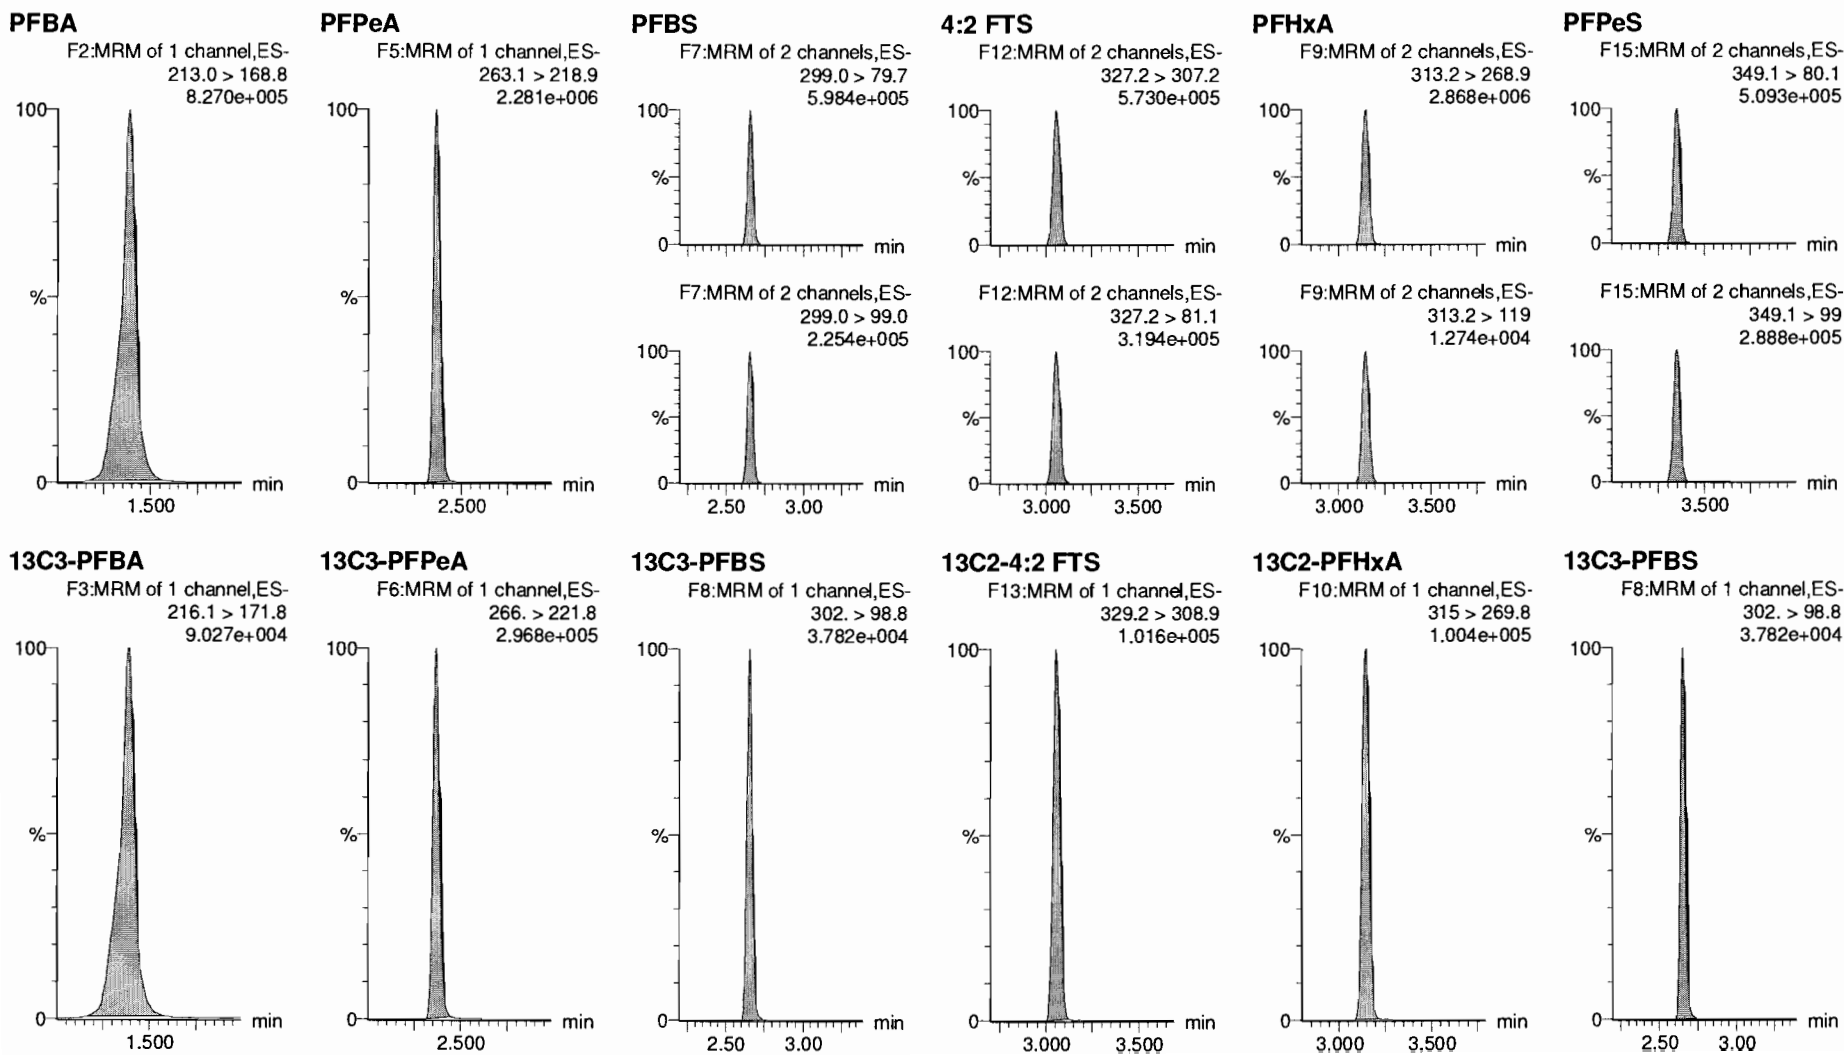 PFBA
F2:MRM of 1 channel,ES-
213.0 > 168.8
8.270e+005
100
%
0
min
1.500
PFPeA
F5:MRM of 1 channel,ES-
263.1 > 218.9
2.281e+006
100
%
0
min
2.500
PFBS
F7:MRM of 2 channels,ES-
299.0 > 79.7
5.984e+005
100
%
0
min
F7:MRM of 2 channels,ES-
299.0 > 99.0
2.254e+005
100
%
0
min
2.50 3.00
4:2 FTS
F12:MRM of 2 channels,ES-
327.2 > 307.2
5.730e+005
100
%
0
min
F12:MRM of 2 channels,ES-
327.2 > 81.1
3.194e+005
100
%
0
min
3.000 3.500
PFHxA
F9:MRM of 2 channels,ES-
313.2 > 268.9
2.868e+006
100
%
0
min
F9:MRM of 2 channels,ES-
313.2 > 119
1.274e+004
100
%
0
min
3.000 3.500
PFPeS
F15:MRM of 2 channels,ES-
349.1 > 80.1
5.093e+005
100
%
0
min
F15:MRM of 2 channels,ES-
349.1 > 99
2.888e+005
100
%
0
min
3.500
13C3-PFBA
F3:MRM of 1 channel,ES-
216.1 > 171.8
9.027e+004
100
%
0
min
1.500
13C3-PFPeA
F6:MRM of 1 channel,ES-
266. > 221.8
2.968e+005
100
%
0
min
2.500
13C3-PFBS
F8:MRM of 1 channel,ES-
302. > 98.8
3.782e+004
100
%
0
min
2.50 3.00
13C2-4:2 FTS
F13:MRM of 1 channel,ES-
329.2 > 308.9
1.016e+005
100
%
0
min
3.000 3.500
13C2-PFHxA
F10:MRM of 1 channel,ES-
315 > 269.8
1.004e+005
100
%
0
min
3.000 3.500
13C3-PFBS
F8:MRM of 1 channel,ES-
302. > 98.8
3.782e+004
100
%
0
min
2.50 3.00